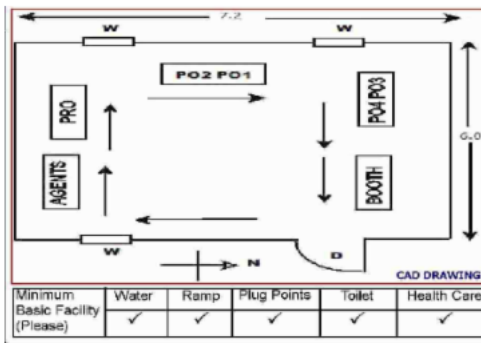 7.2
W W
PO2 PO1
PO4 PO3
PRO
6.0
AGENTS
BOOTH
W
N
D
CAD DRAWING
Minimum Basic Facility (Please) Water Ramp Plug Points Toilet Health Care
✓ ✓ ✓ ✓ ✓